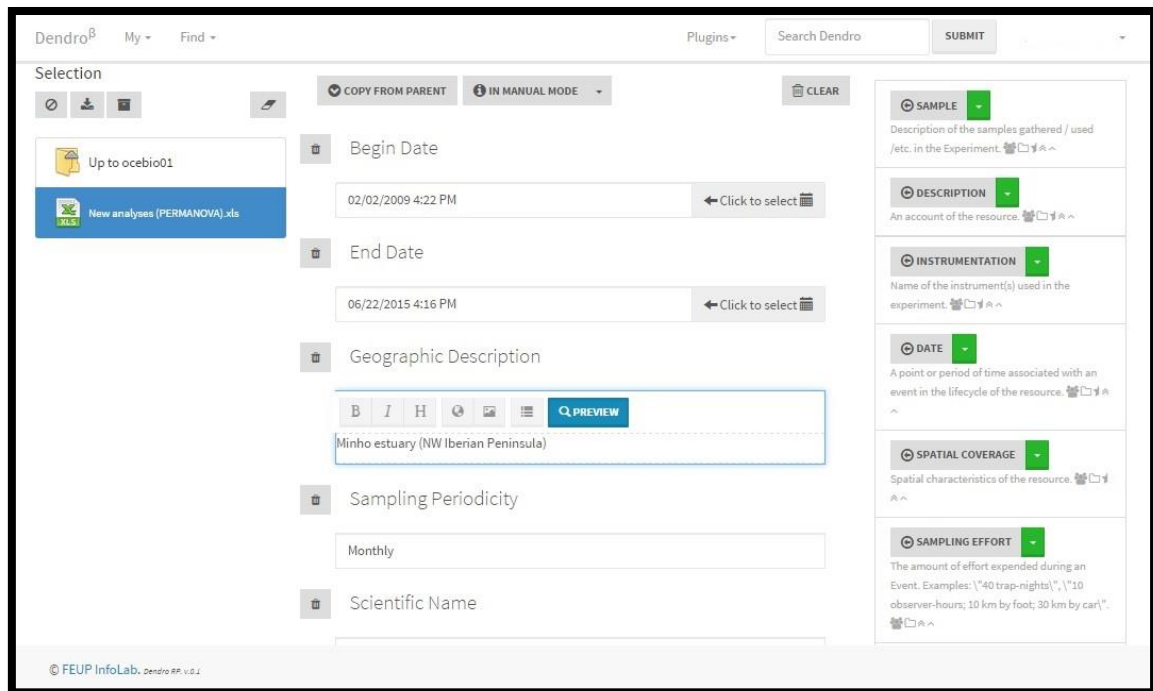 Dendroβ My Find Plugins Search Dendro SUBMIT
Selection
COPY FROM PARENT IN MANUAL MODE CLEAR
Up to ocebio01
XLS New analyses (PERMANOVA).xls
Begin Date
02/02/2009 4:22 PM Click to select
End Date
06/22/2015 4:16 PM Click to select
Geographic Description
B I H PREVIEW
Minho estuary (NW Iberian Peninsula)
Sampling Periodicity
Monthly
Scientific Name
SAMPLE
Description of the samples gathered / used
/etc. in the Experiment.
DESCRIPTION
An account of the resource.
INSTRUMENTATION
Name of the instrument(s) used in the
experiment.
DATE
A point or period of time associated with an
event in the lifecycle of the resource.
SPATIAL COVERAGE
Spatial characteristics of the resource.
SAMPLING EFFORT
The amount of effort expended during an
Event. Examples: \"40 trap-nights\", \"10
observer-hours; 10 km by foot; 30 km by car\".
© FEUP InfoLab. Dendro RP. v.0.1